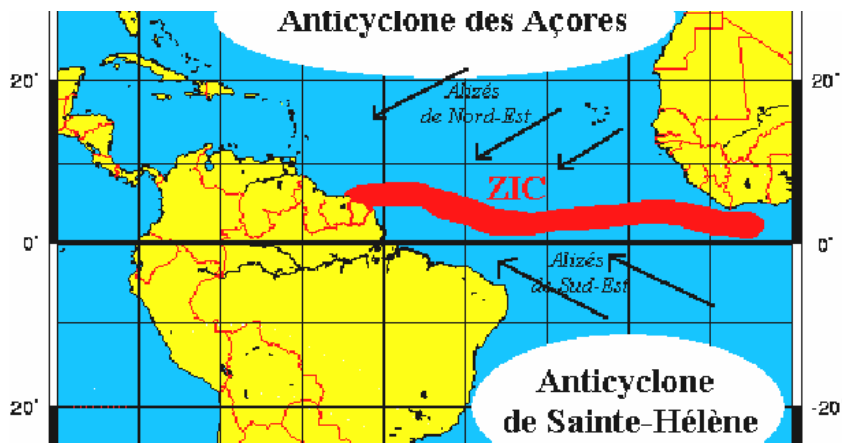 Anticyclone des Açores
20°
20°
Alizés
de Nord-Est
ZIC
0°
0°
Alizés
de Sud-Est
Anticyclone
de Sainte-Hélène
20°
-20